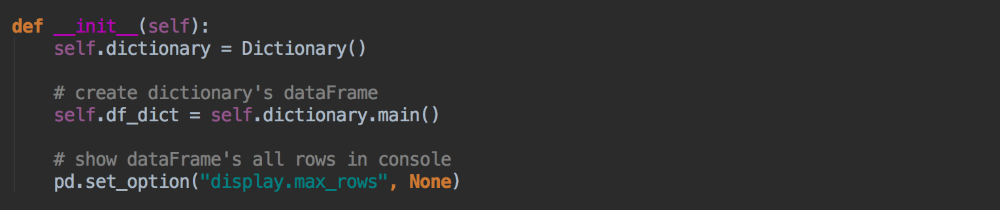 def __init__(self):
    self.dictionary = Dictionary()
    # create dictionary's dataFrame
    self.df_dict = self.dictionary.main()
    # show dataFrame's all rows in console
    pd.set_option("display.max_rows", None)